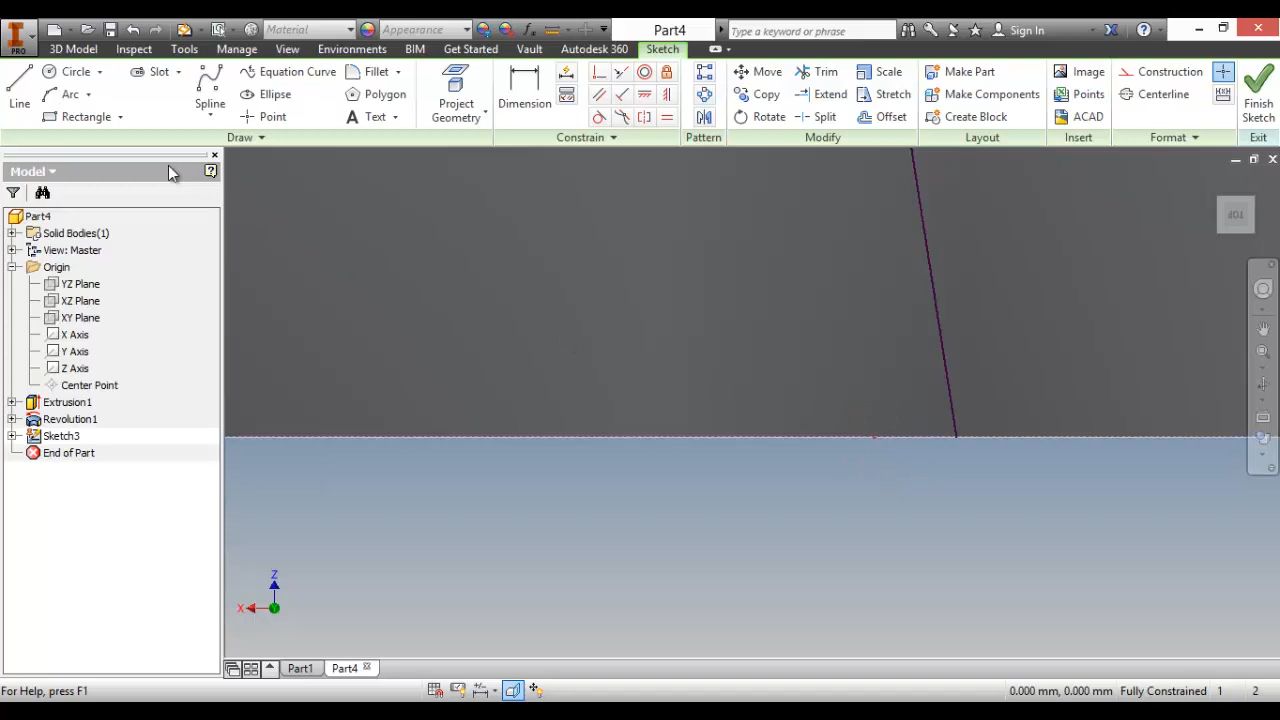 Material Appearance Part4 Type a keyword or phrase Sign In
PRO 3D Model Inspect Tools Manage View Environments BIM Get Started Vault Autodesk 360 Sketch
Line Circle Slot Spline Equation Curve Fillet Project Geometry Dimension Move Trim Scale Make Part Image Construction Finish Sketch
Arc Ellipse Polygon Copy Extend Stretch Make Components Points Centerline
Rectangle Point Text Rotate Split Offset Create Block ACAD
Draw Constrain Pattern Modify Layout Insert Format Exit
Model
Part4
Solid Bodies(1)
View: Master
Origin
YZ Plane
XZ Plane
XY Plane
X Axis
Y Axis
Z Axis
Center Point
Extrusion1
Revolution1
Sketch3
End of Part
TOP
Z
X
Part1 Part4
For Help, press F1 0.000 mm, 0.000 mm Fully Constrained 1 2